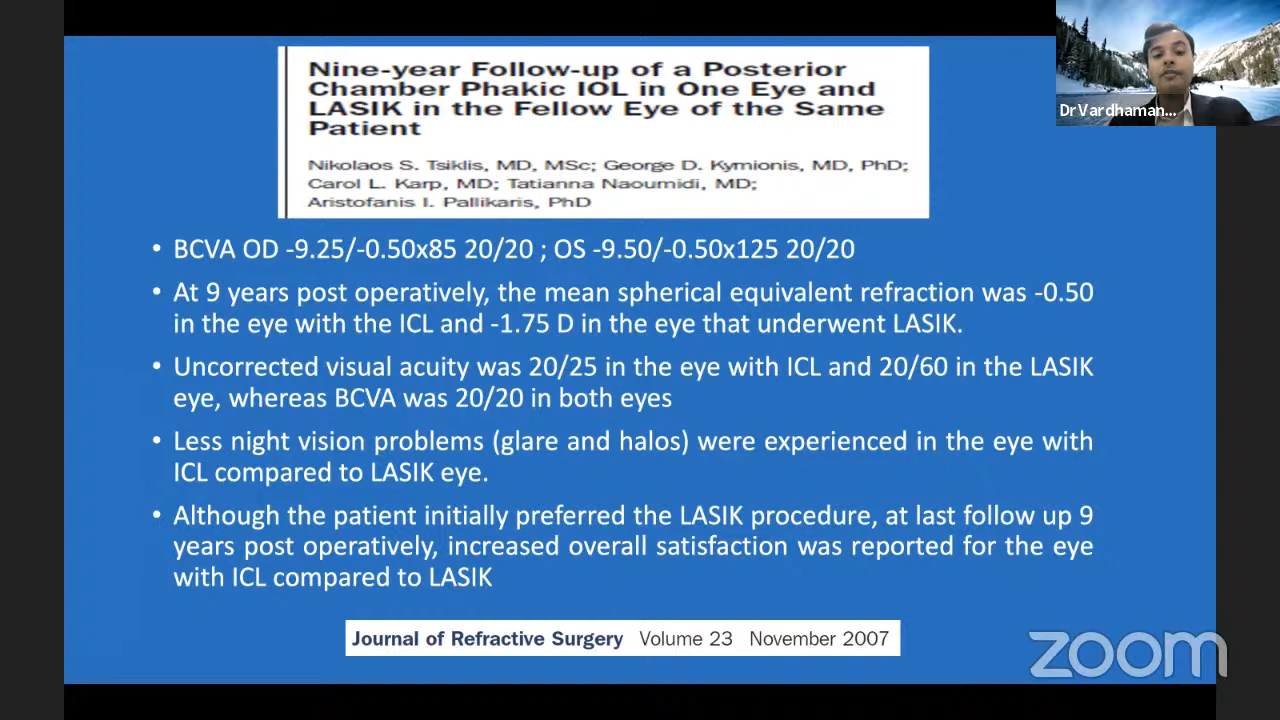 Nine-year Follow-up of a Posterior
Chamber Phakic IOL in One Eye and
LASIK in the Fellow Eye of the Same
Patient
Nikolaos S. Tsiklis, MD, MSc; George D. Kymionis, MD, PhD;
Carol L. Karp, MD; Tatianna Naoumidi, MD;
Aristofanis I. Pallikaris, PhD
DrVardhaman...
• BCVA OD -9.25/-0.50x85 20/20 ; OS -9.50/-0.50x125 20/20
• At 9 years post operatively, the mean spherical equivalent refraction was -0.50
in the eye with the ICL and -1.75 D in the eye that underwent LASIK.
• Uncorrected visual acuity was 20/25 in the eye with ICL and 20/60 in the LASIK
eye, whereas BCVA was 20/20 in both eyes
• Less night vision problems (glare and halos) were experienced in the eye with
ICL compared to LASIK eye.
• Although the patient initially preferred the LASIK procedure, at last follow up 9
years post operatively, increased overall satisfaction was reported for the eye
with ICL compared to LASIK
Journal of Refractive Surgery Volume 23 November 2007
zoom